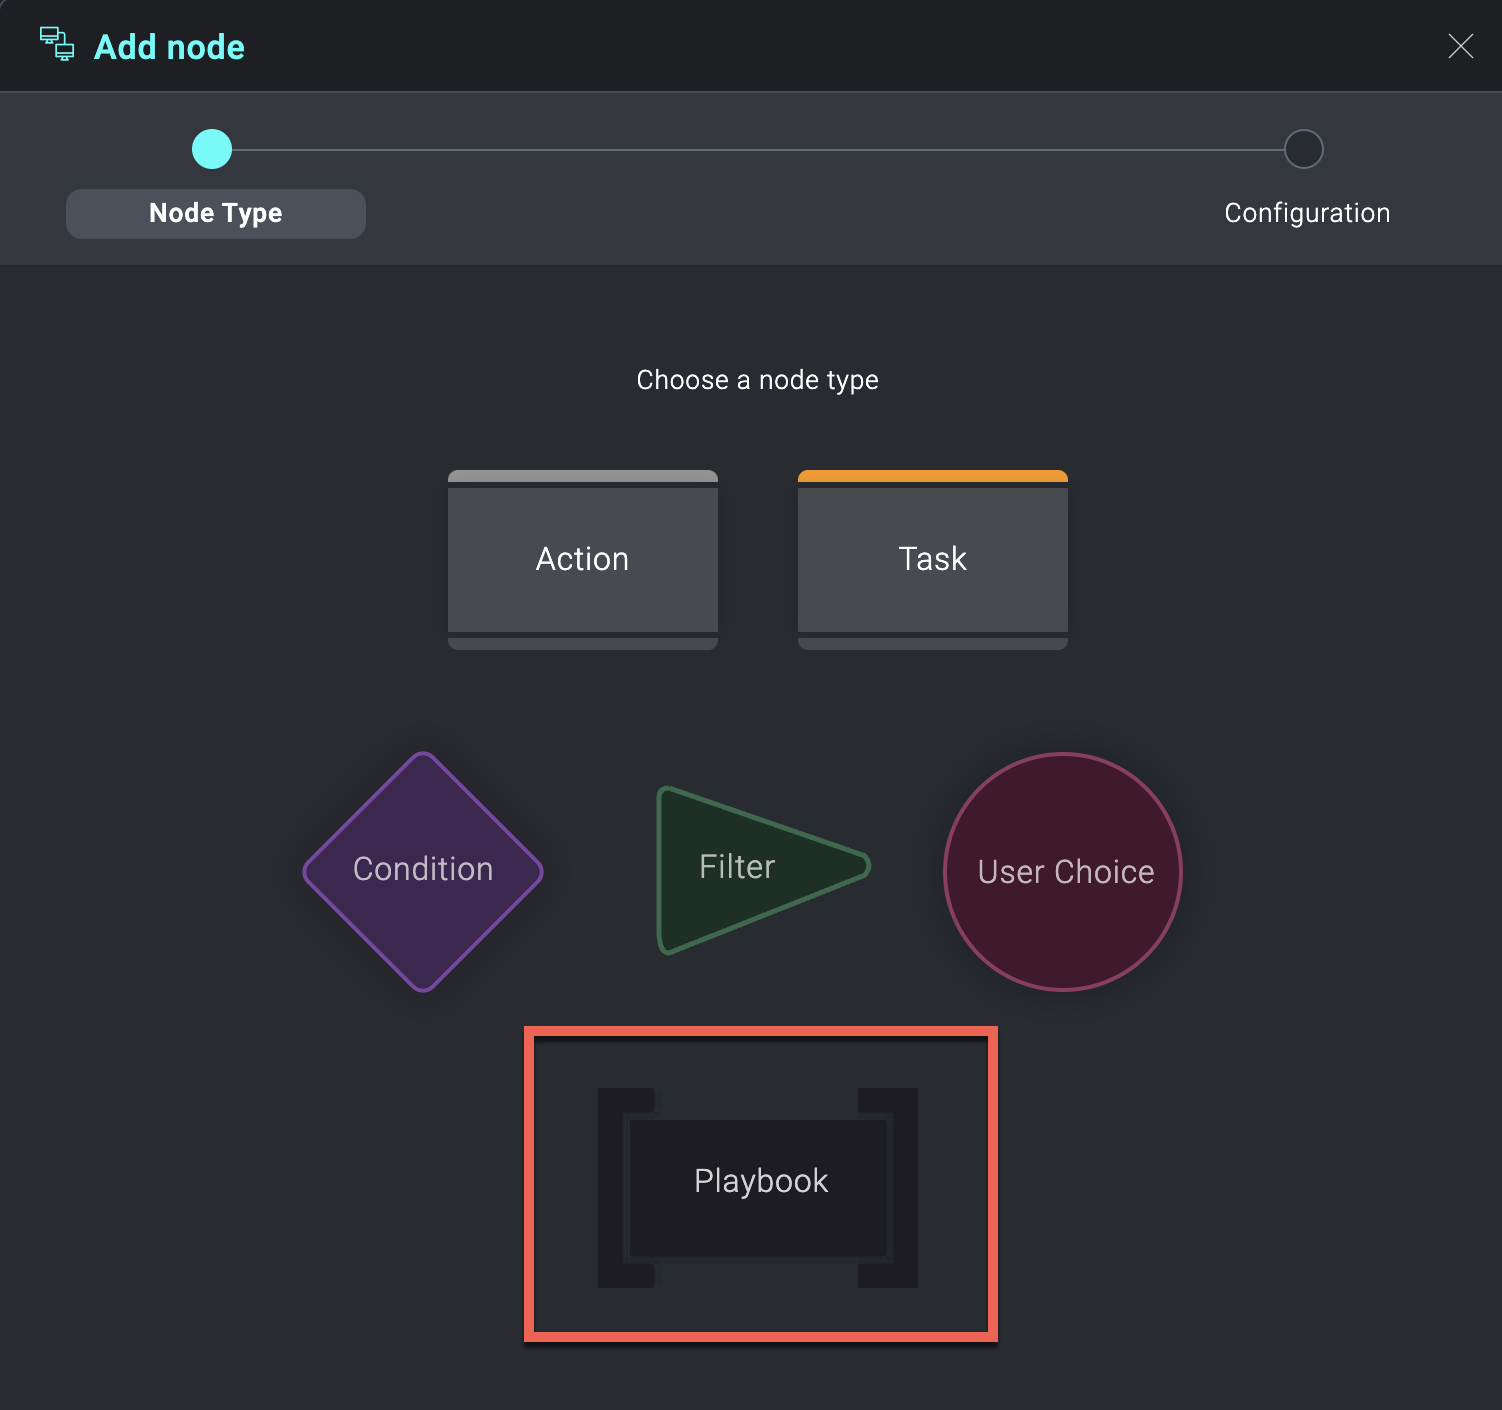 Add node
Node Type
Configuration
Choose a node type
Action
Task
Condition
Filter
User Choice
Playbook